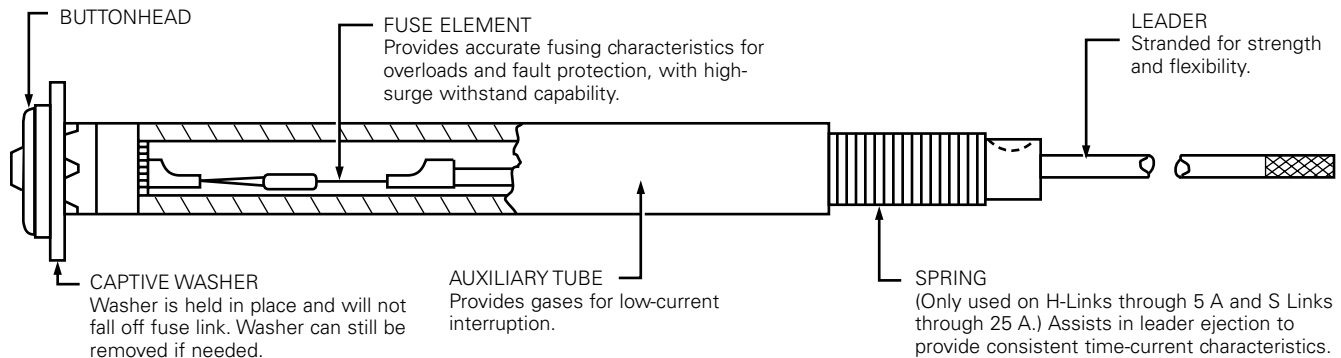 BUTTONHEAD
FUSE ELEMENT
Provides accurate fusing characteristics for
overloads and fault protection, with high-
surge withstand capability.
LEADER
Stranded for strength
and flexibility.
CAPTIVE WASHER
Washer is held in place and will not
fall off fuse link. Washer can still be
removed if needed.
AUXILIARY TUBE
Provides gases for low-current
interruption.
SPRING
(Only used on H-Links through 5 A and S Links
through 25 A.) Assists in leader ejection to
provide consistent time-current characteristics.